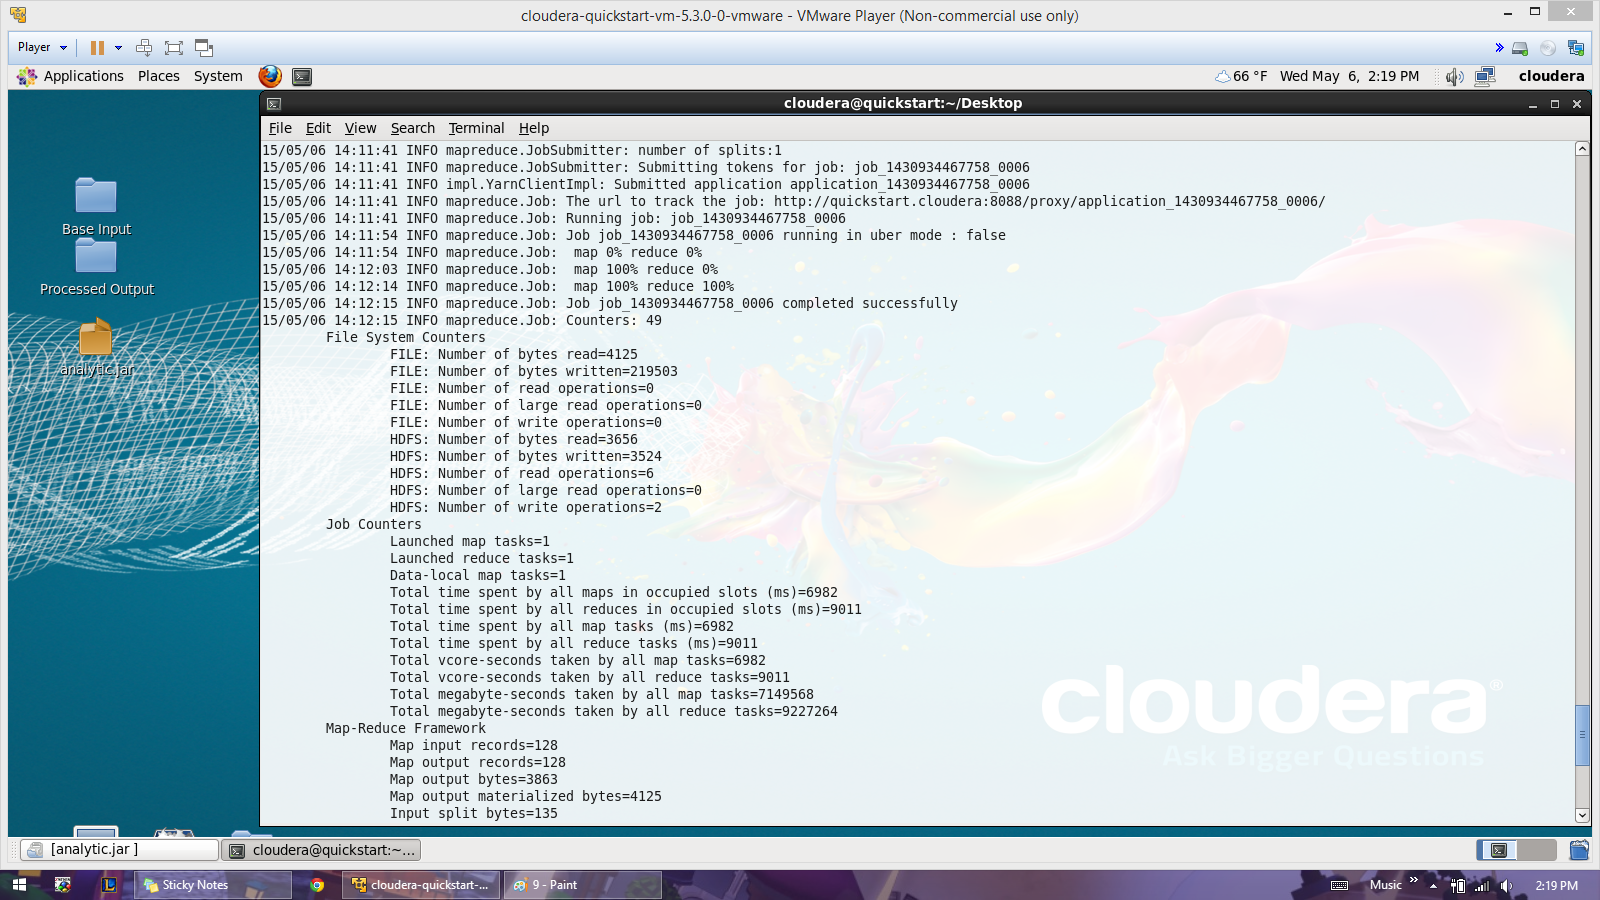 cloudera-quickstart-vm-5.3.0-0-vmware - VMware Player (Non-commercial use only)
Player
Applications Places System
66 °F Wed May 6, 2:19 PM
cloudera
cloudera@quickstart:~/Desktop
File Edit View Search Terminal Help
15/05/06 14:11:41 INFO mapreduce.JobSubmitter: number of splits:1
15/05/06 14:11:41 INFO mapreduce.JobSubmitter: Submitting tokens for job: job_1430934467758_0006
15/05/06 14:11:41 INFO impl.YarnClientImpl: Submitted application application_1430934467758_0006
15/05/06 14:11:41 INFO mapreduce.Job: The url to track the job: http://quickstart.cloudera:8088/proxy/application_1430934467758_0006/
15/05/06 14:11:41 INFO mapreduce.Job: Running job: job_1430934467758_0006
15/05/06 14:11:54 INFO mapreduce.Job: Job job_1430934467758_0006 running in uber mode : false
15/05/06 14:11:54 INFO mapreduce.Job:  map 0% reduce 0%
15/05/06 14:12:03 INFO mapreduce.Job:  map 100% reduce 0%
15/05/06 14:12:14 INFO mapreduce.Job:  map 100% reduce 100%
15/05/06 14:12:15 INFO mapreduce.Job: Job job_1430934467758_0006 completed successfully
15/05/06 14:12:15 INFO mapreduce.Job: Counters: 49
File System Counters
FILE: Number of bytes read=4125
FILE: Number of bytes written=219503
FILE: Number of read operations=0
FILE: Number of large read operations=0
FILE: Number of write operations=0
HDFS: Number of bytes read=3656
HDFS: Number of bytes written=3524
HDFS: Number of read operations=6
HDFS: Number of large read operations=0
HDFS: Number of write operations=2
Job Counters
Launched map tasks=1
Launched reduce tasks=1
Data-local map tasks=1
Total time spent by all maps in occupied slots (ms)=6982
Total time spent by all reduces in occupied slots (ms)=9011
Total time spent by all map tasks (ms)=6982
Total time spent by all reduce tasks (ms)=9011
Total vcore-seconds taken by all map tasks=6982
Total vcore-seconds taken by all reduce tasks=9011
Total megabyte-seconds taken by all map tasks=7149568
Total megabyte-seconds taken by all reduce tasks=9227264
Map-Reduce Framework
Map input records=128
Map output records=128
Map output bytes=3863
Map output materialized bytes=4125
Input split bytes=135
Base Input
Processed Output
analytic.jar
cloudera®
Ask Bigger Questions
[analytic.jar ]
cloudera@quickstart:~...
Sticky Notes
cloudera-quickstart-...
9 - Paint
Music
2:19 PM